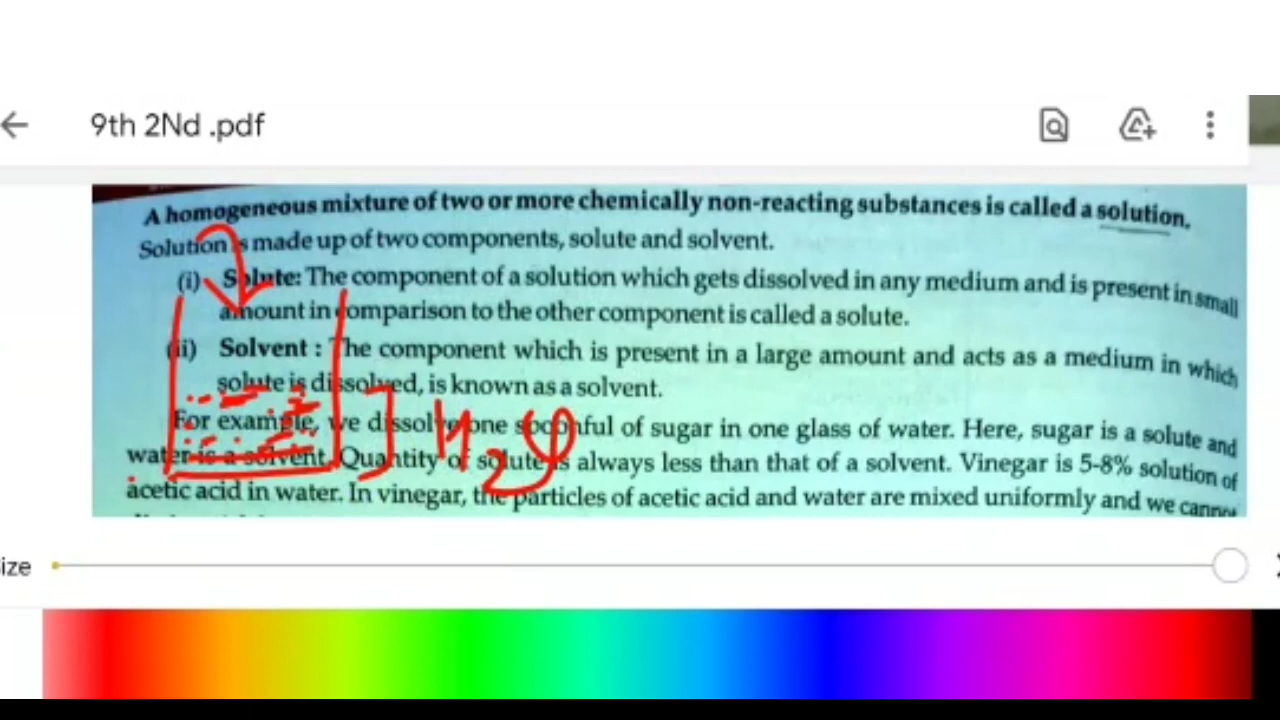 9th 2Nd .pdf
A homogeneous mixture of two or more chemically non-reacting substances is called a solution.
Solution is made up of two components, solute and solvent.
(i) Solute: The component of a solution which gets dissolved in any medium and is present in small
amount in comparison to the other component is called a solute.
(ii) Solvent : The component which is present in a large amount and acts as a medium in which
solute is dissolved, is known as a solvent.
For example, we dissolve one spoonful of sugar in one glass of water. Here, sugar is a solute and
water is a solvent. Quantity of solute is always less than that of a solvent. Vinegar is 5-8% solution of
acetic acid in water. In vinegar, the particles of acetic acid and water are mixed uniformly and we cannot
H2O
ize